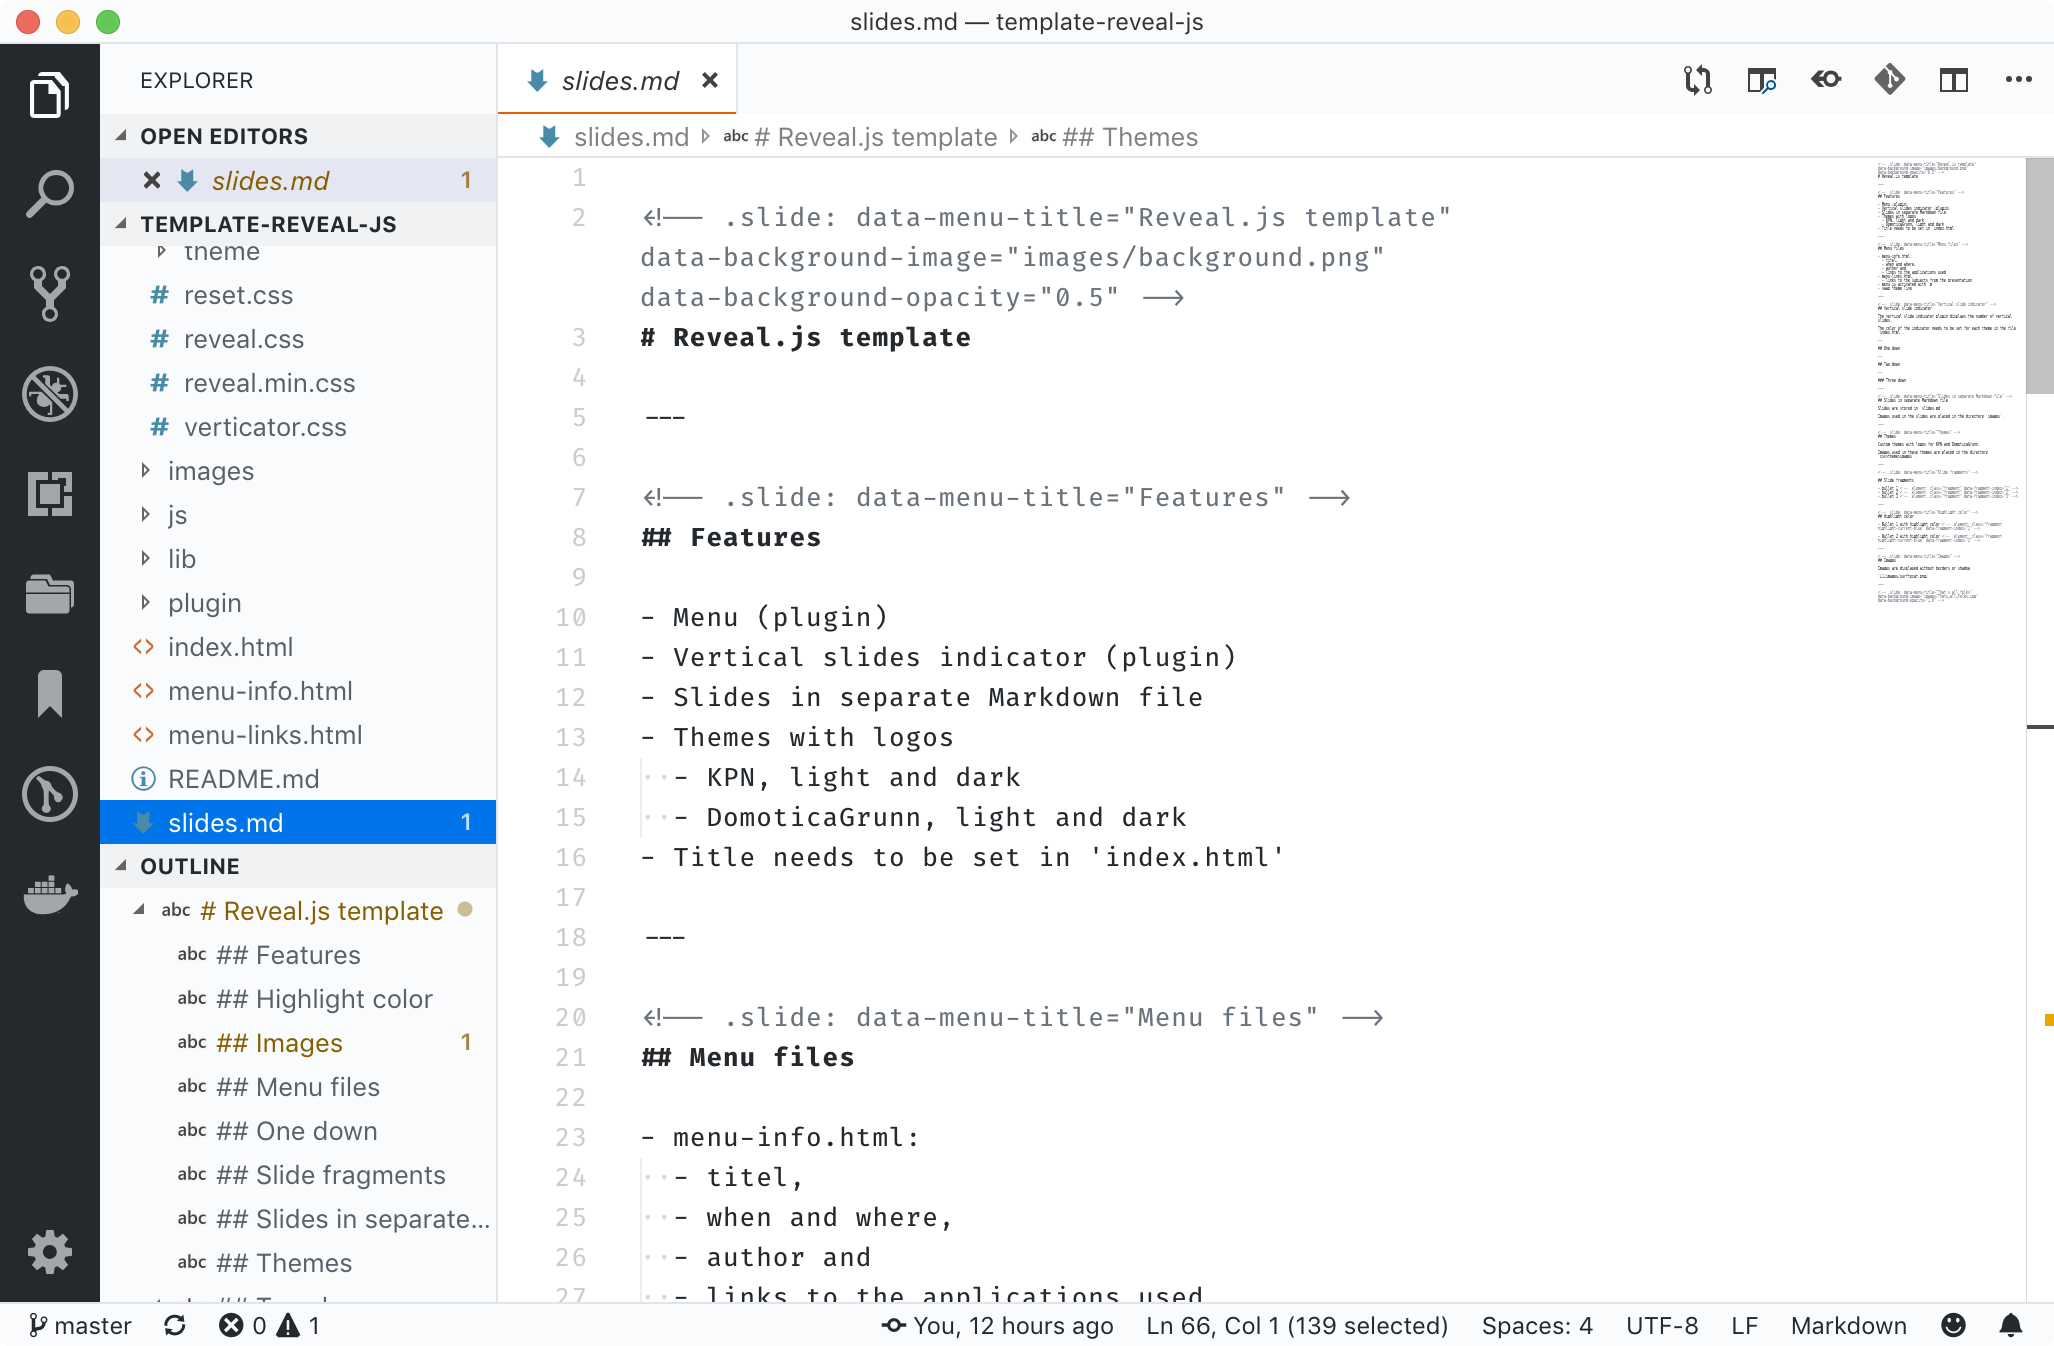 slides.md — template-reveal-js
EXPLORER
OPEN EDITORS
slides.md 1
TEMPLATE-REVEAL-JS
theme
# reset.css
# reveal.css
# reveal.min.css
# verticator.css
images
js
lib
plugin
<> index.html
<> menu-info.html
<> menu-links.html
README.md
slides.md 1
OUTLINE
abc # Reveal.js template
abc ## Features
abc ## Highlight color
abc ## Images 1
abc ## Menu files
abc ## One down
abc ## Slide fragments
abc ## Slides in separate...
abc ## Themes
slides.md
slides.md abc # Reveal.js template abc ## Themes
1
2 <!-- .slide: data-menu-title="Reveal.js template"
data-background-image="images/background.png"
data-background-opacity="0.5" -->
3 # Reveal.js template
4
5 ---
6
7 <!-- .slide: data-menu-title="Features" -->
8 ## Features
9
10 - Menu (plugin)
11 - Vertical slides indicator (plugin)
12 - Slides in separate Markdown file
13 - Themes with logos
14 ··- KPN, light and dark
15 ··- DomoticaGrunn, light and dark
16 - Title needs to be set in 'index.html'
17
18 ---
19
20 <!-- .slide: data-menu-title="Menu files" -->
21 ## Menu files
22
23 - menu-info.html:
24 ··- titel,
25 ··- when and where,
26 ··- author and
27 ··- links to the applications used
master 0 1 You, 12 hours ago Ln 66, Col 1 (139 selected) Spaces: 4 UTF-8 LF Markdown